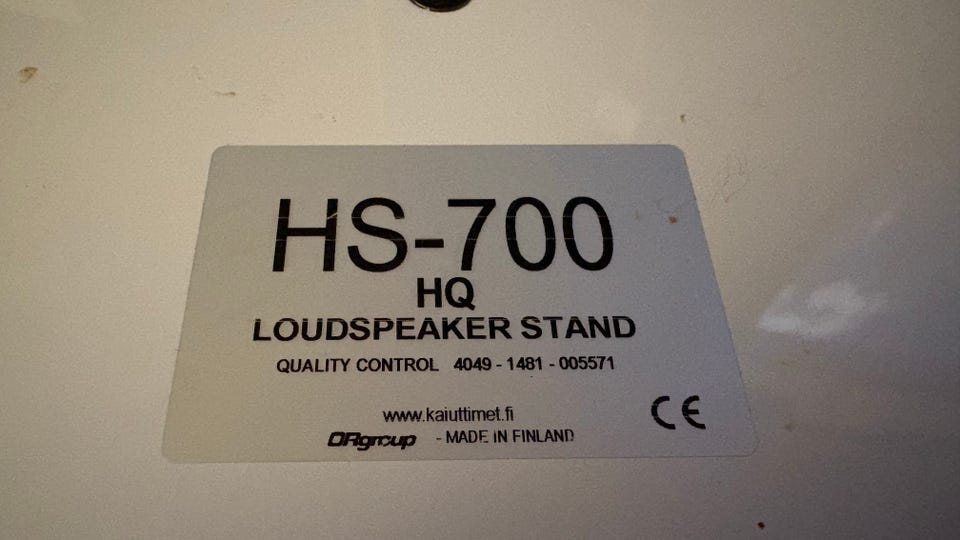 HS-700
HQ
LOUDSPEAKER STAND
QUALITY CONTROL 4049 - 1481 - 005571
www.kaiuttimet.fi
ORgroup - MADE IN FINLAND
CE